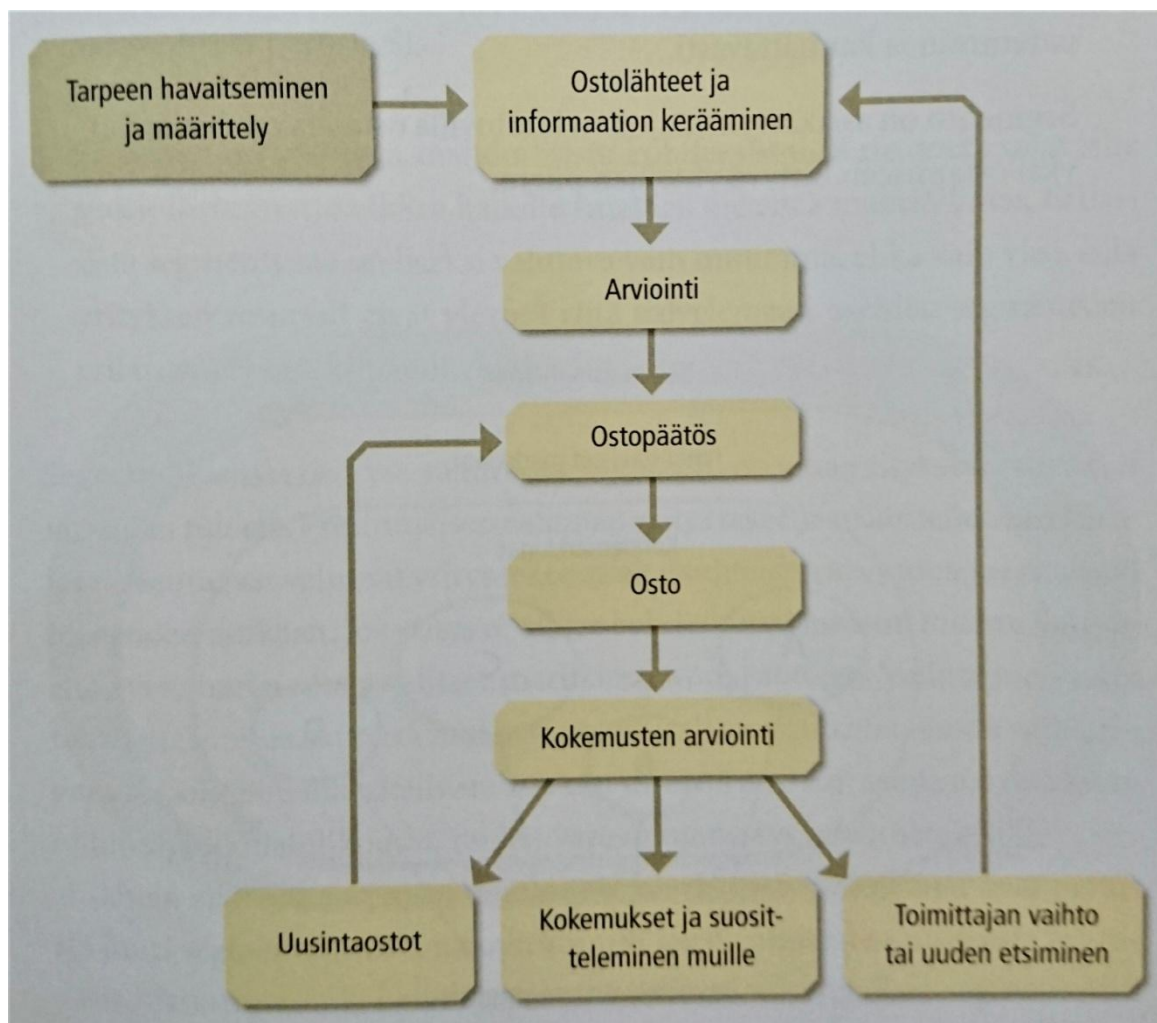 Tarpeen havaitseminen
ja määrittely
Ostolähteet ja
informaation kerääminen
Arviointi
Ostopäätös
Osto
Kokemusten arviointi
Uusintaostot
Kokemukset ja suosit-
teleminen muille
Toimittajan vaihto
tai uuden etsiminen